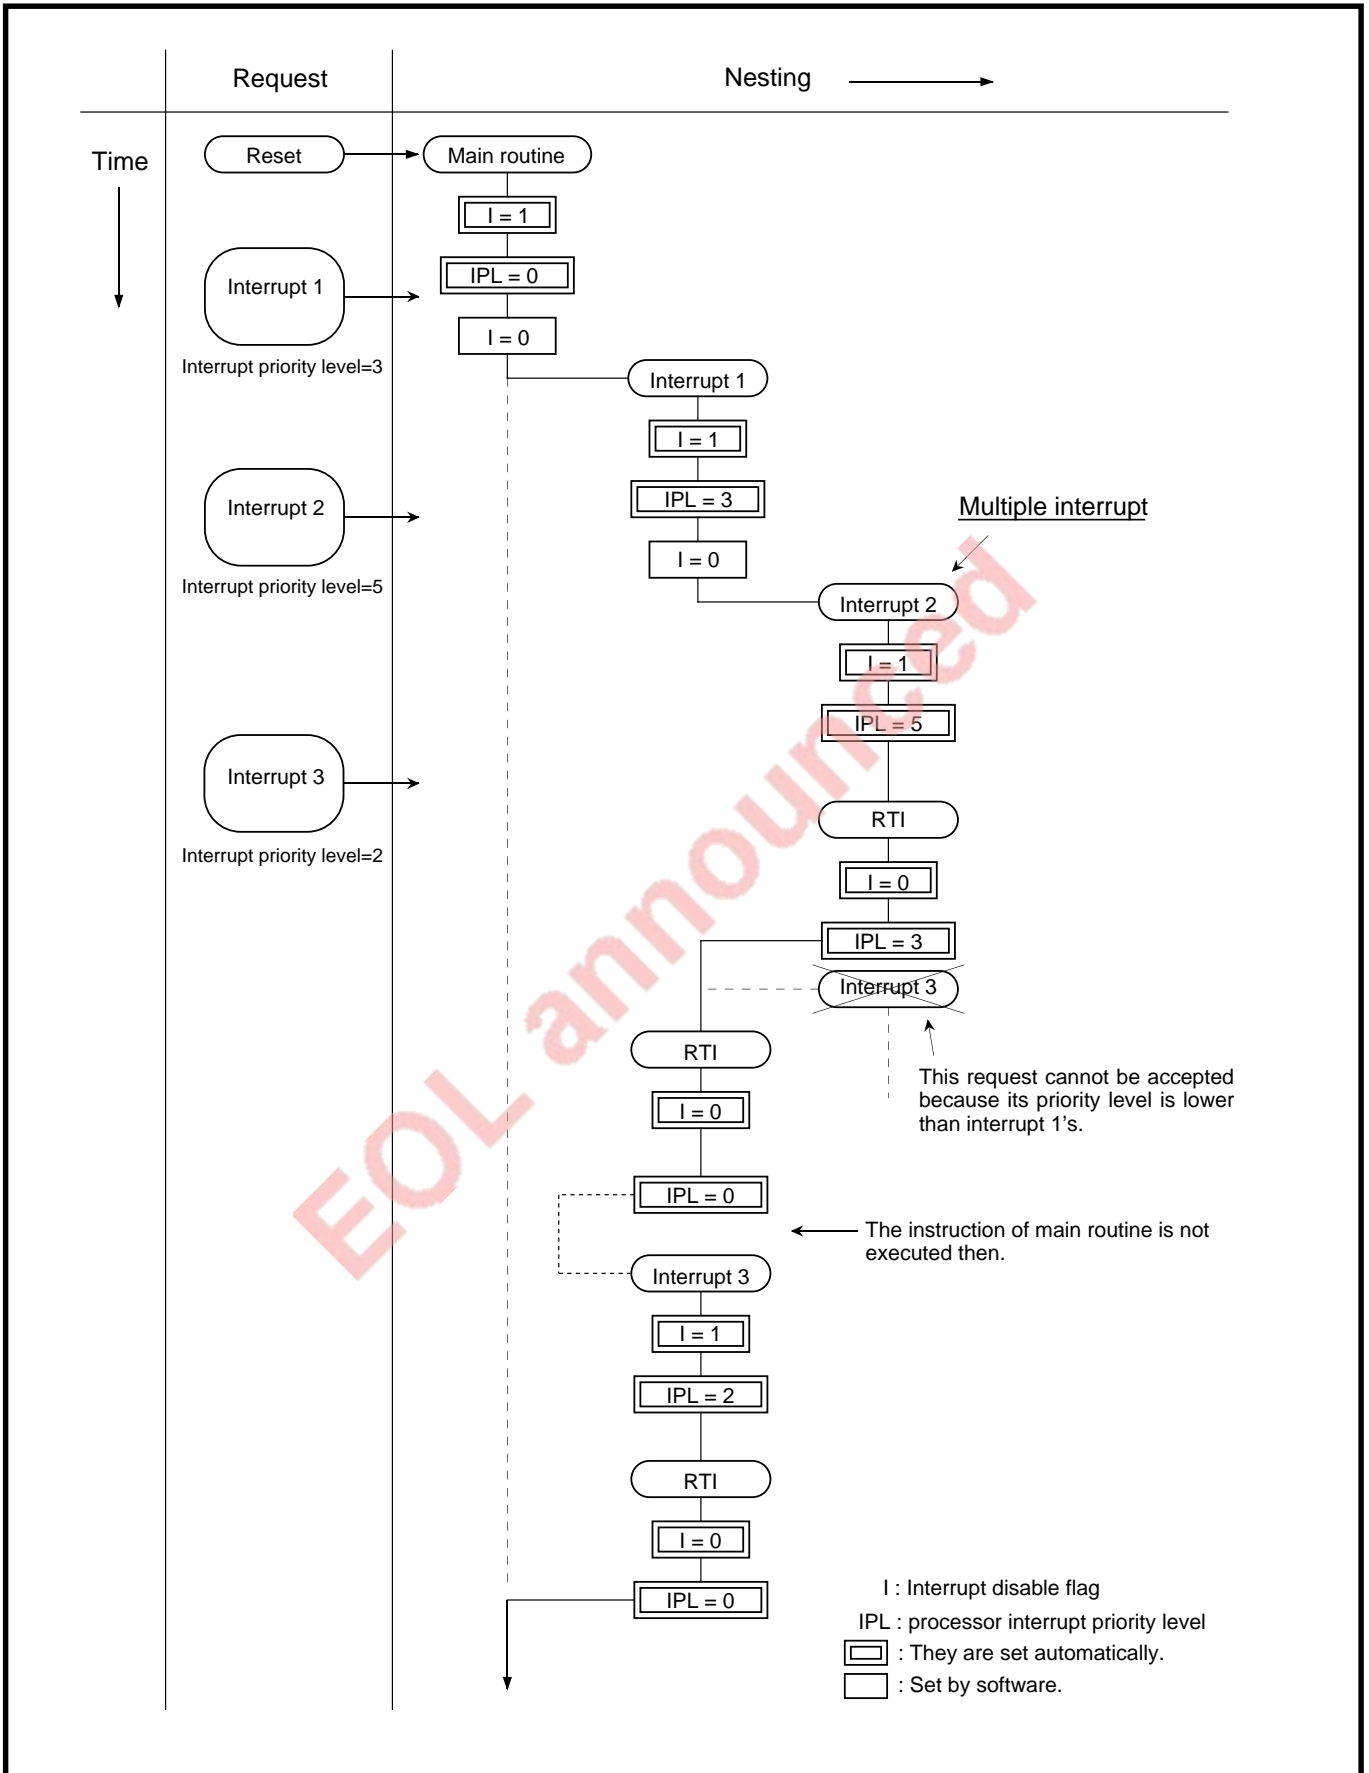 Request
Nesting
Time
Reset
Main routine
I = 1
IPL = 0
Interrupt 1
I = 0
Interrupt priority level=3
Interrupt 1
I = 1
IPL = 3
Interrupt 2
Multiple interrupt
I = 0
Interrupt priority level=5
Interrupt 2
I = 1
IPL = 5
Interrupt 3
Interrupt priority level=2
RTI
I = 0
IPL = 3
Interrupt 3
RTI
This request cannot be accepted
because its priority level is lower
than interrupt 1's.
I = 0
IPL = 0
The instruction of main routine is not
executed then.
Interrupt 3
I = 1
IPL = 2
RTI
I = 0
IPL = 0
I : Interrupt disable flag
IPL : processor interrupt priority level
: They are set automatically.
: Set by software.
EOL announced